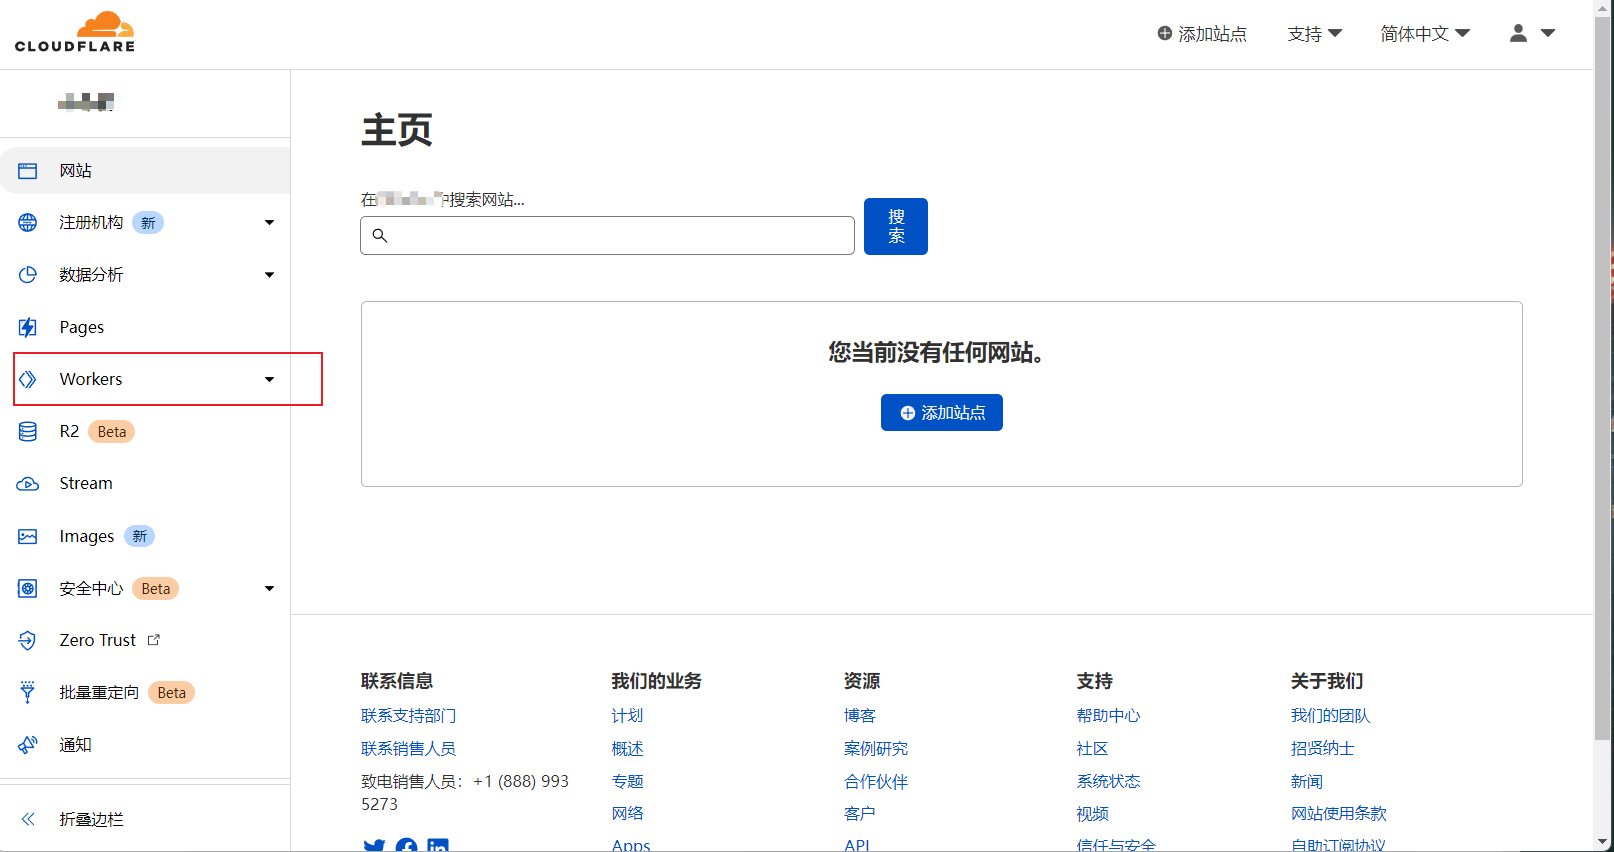 CLOUDFLARE
添加站点
支持
简体中文
网站
注册机构 新
数据分析
Pages
Workers
R2 Beta
Stream
Images 新
安全中心 Beta
Zero Trust
批量重定向 Beta
通知
折叠边栏
主页
在 中搜索网站...
搜
索
您当前没有任何网站。
添加站点
联系信息
联系支持部门
联系销售人员
致电销售人员：+1 (888) 993
5273
我们的业务
计划
概述
专题
网络
Apps
资源
博客
案例研究
合作伙伴
客户
API
支持
帮助中心
社区
系统状态
视频
信任与安全
关于我们
我们的团队
招贤纳士
新闻
网站使用条款
自助订阅协议